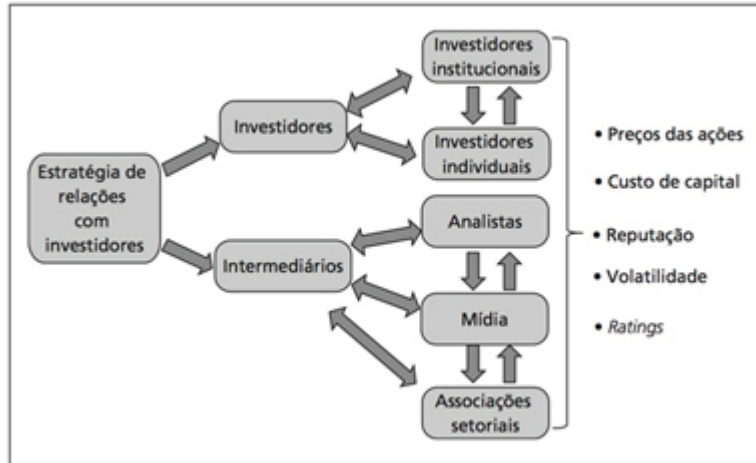 Estratégia de
relações
com
investidores
Investidores
Intermediários
Investidores
institucionais
Investidores
individuais
Analistas
Mídia
Associações
setoriais
• Preços das ações
• Custo de capital
• Reputação
• Volatilidade
• Ratings